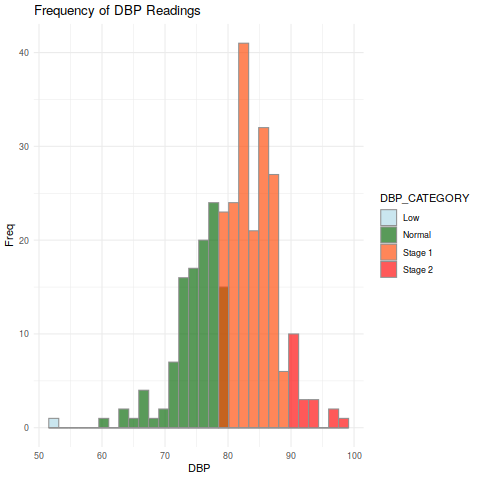 Frequency of DBP Readings
40
30
20
10
0
Freq
50 60 70 80 90 100
DBP
DBP_CATEGORY
Low
Normal
Stage 1
Stage 2